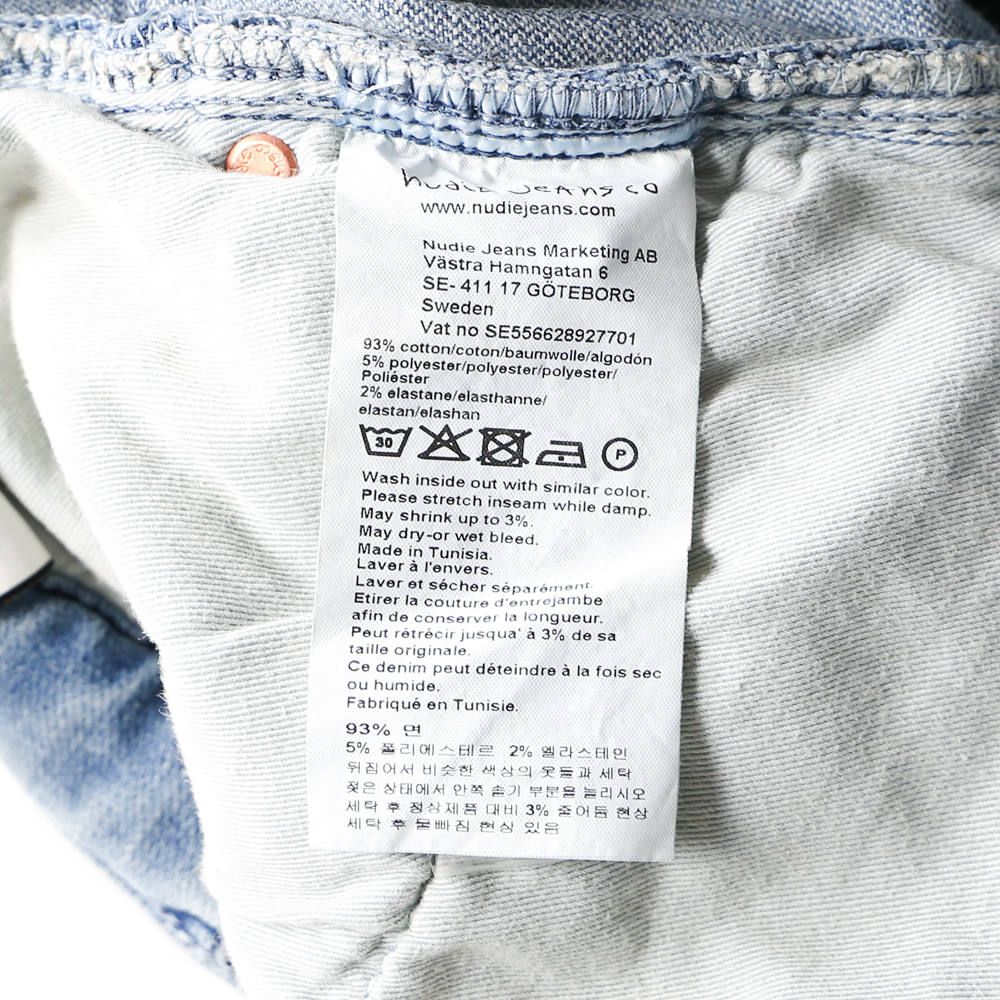 nudie Jeans co
www.nudiejeans.com
Nudie Jeans Marketing AB
Västra Hamngatan 6
SE- 411 17 GÖTEBORG
Sweden
Vat no SE556628927701
93% cotton/coton/baumwolle/algodón
5% polyester/polyester/polyester/
Poliéster
2% elastane/elasthanne/
elastan/elashan
30
P
Wash inside out with similar color.
Please stretch inseam while damp.
May shrink up to 3%.
May dry-or wet bleed.
Made in Tunisia.
Laver à l'envers.
Laver et sécher séparément.
Etirer la couture d'entrejambe
afin de conserver la longueur.
Peut rétrécir jusqu'à 3% de sa
taille originale.
Ce denim peut déteindre à la fois sec
ou humide.
Fabriqué en Tunisie.
93% 면
5% 폴리에스테르 2% 엘라스테인
뒤집어서 비슷한 색상의 옷들과 세탁
젖은 상태에서 안쪽 솔기 부분을 늘리시오
세탁 후 정상제품 대비 3% 줄어듬 현상
세탁 후 물빠짐 현상 있음